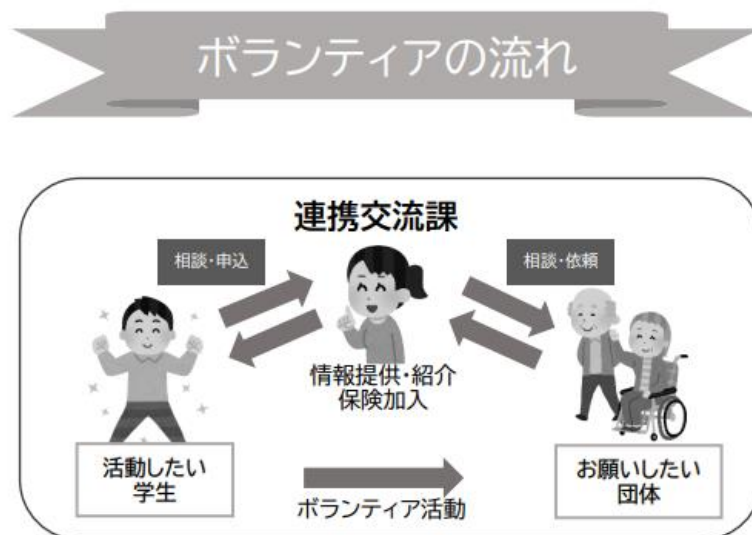 ボランティアの流れ
連携交流課
相談・申込
相談・依頼
情報提供・紹介
保険加入
活動したい
学生
ボランティア活動
お願いしたい
団体